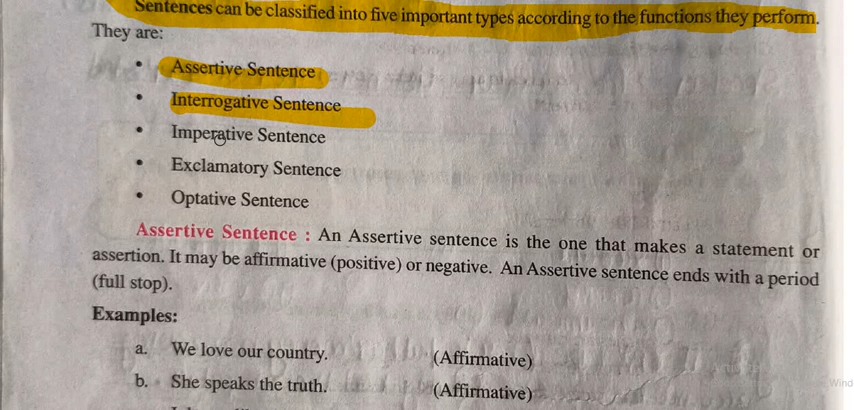 Sentences can be classified into five important types according to the functions they perform.
They are:
• Assertive Sentence
• Interrogative Sentence
• Imperative Sentence
• Exclamatory Sentence
• Optative Sentence
Assertive Sentence : An Assertive sentence is the one that makes a statement or
assertion. It may be affirmative (positive) or negative. An Assertive sentence ends with a period
(full stop).
Examples:
a. We love our country. (Affirmative)
b. She speaks the truth. (Affirmative)
Wind